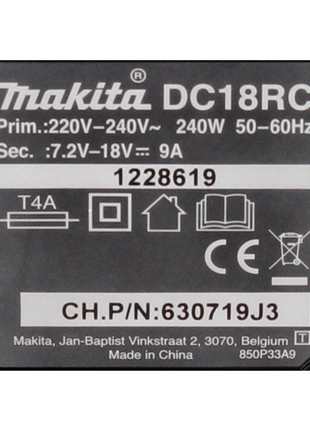 makita® DC18RC
Prim.:220V–240V~ 240W 50–60Hz
Sec. :7.2V–18V⎓ 9A
1228619
T4A
CE
CH.P/N:630719J3
Makita, Jan-Baptist Vinkstraat 2, 3070, Belgium T
Made in China 850P33A9